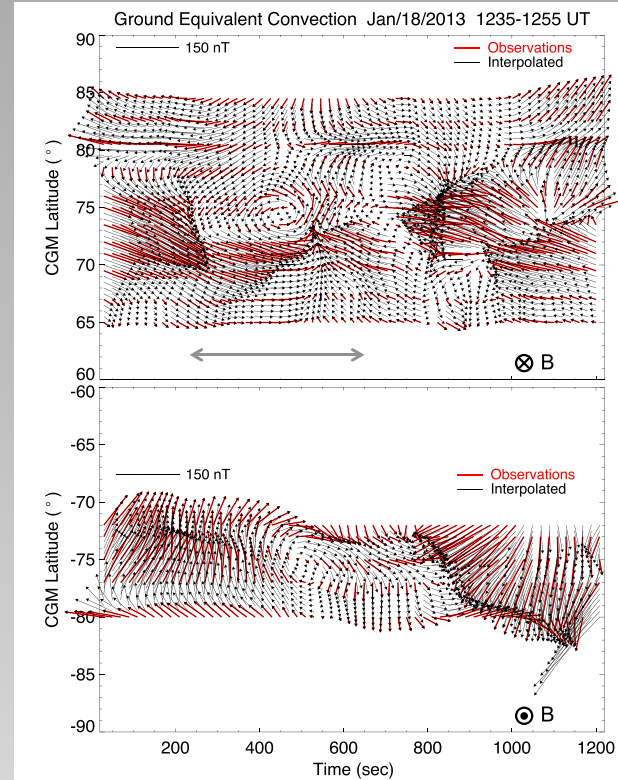 Ground Equivalent Convection Jan/18/2013 1235-1255 UT
90
85
80
75
70
65
60
CGM Latitude (°)
150 nT
Observations
Interpolated
⊗ B
-60
-65
-70
-75
-80
-85
-90
CGM Latitude (°)
150 nT
Observations
Interpolated
⊙ B
200 400 600 800 1000 1200
Time (sec)